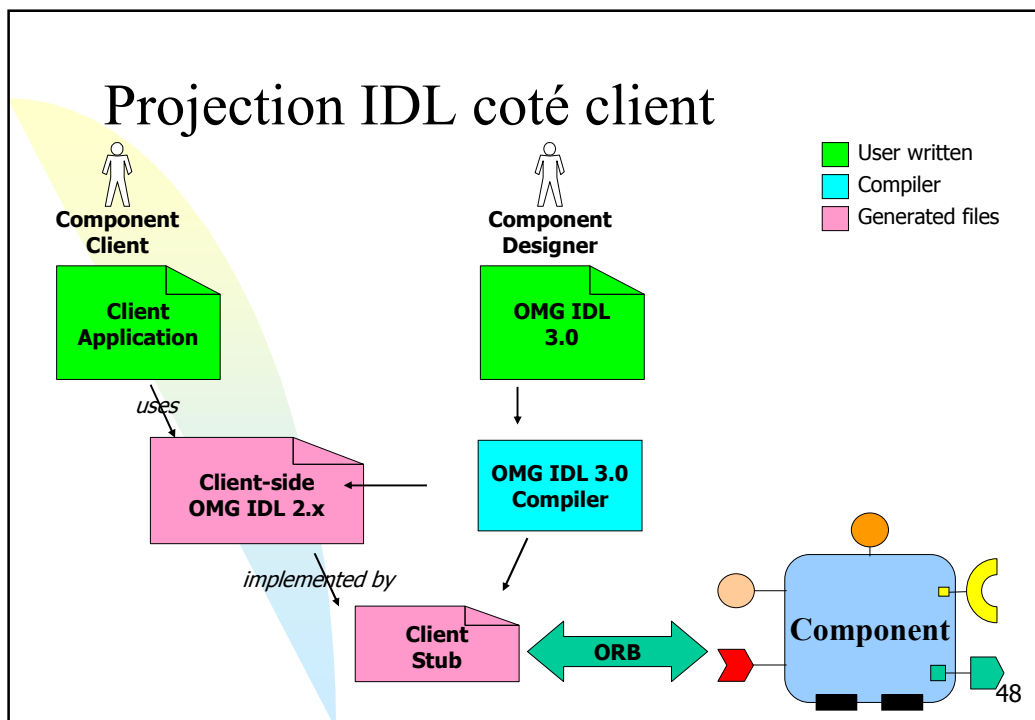 Projection IDL coté client
User written
Compiler
Generated files
Component
Client
Component
Designer
Client
Application
OMG IDL
3.0
uses
Client-side
OMG IDL 2.x
OMG IDL 3.0
Compiler
implemented by
Client
Stub
ORB
Component
48